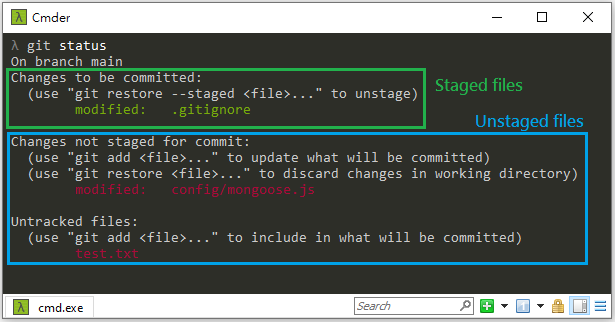 Cmder
λ git status
On branch main
Changes to be committed:
(use "git restore --staged <file>..." to unstage)
modified: .gitignore
Staged files
Unstaged files
Changes not staged for commit:
(use "git add <file>..." to update what will be committed)
(use "git restore <file>..." to discard changes in working directory)
modified: config/mongoose.js
Untracked files:
(use "git add <file>..." to include in what will be committed)
test.txt
λ cmd.exe
Search